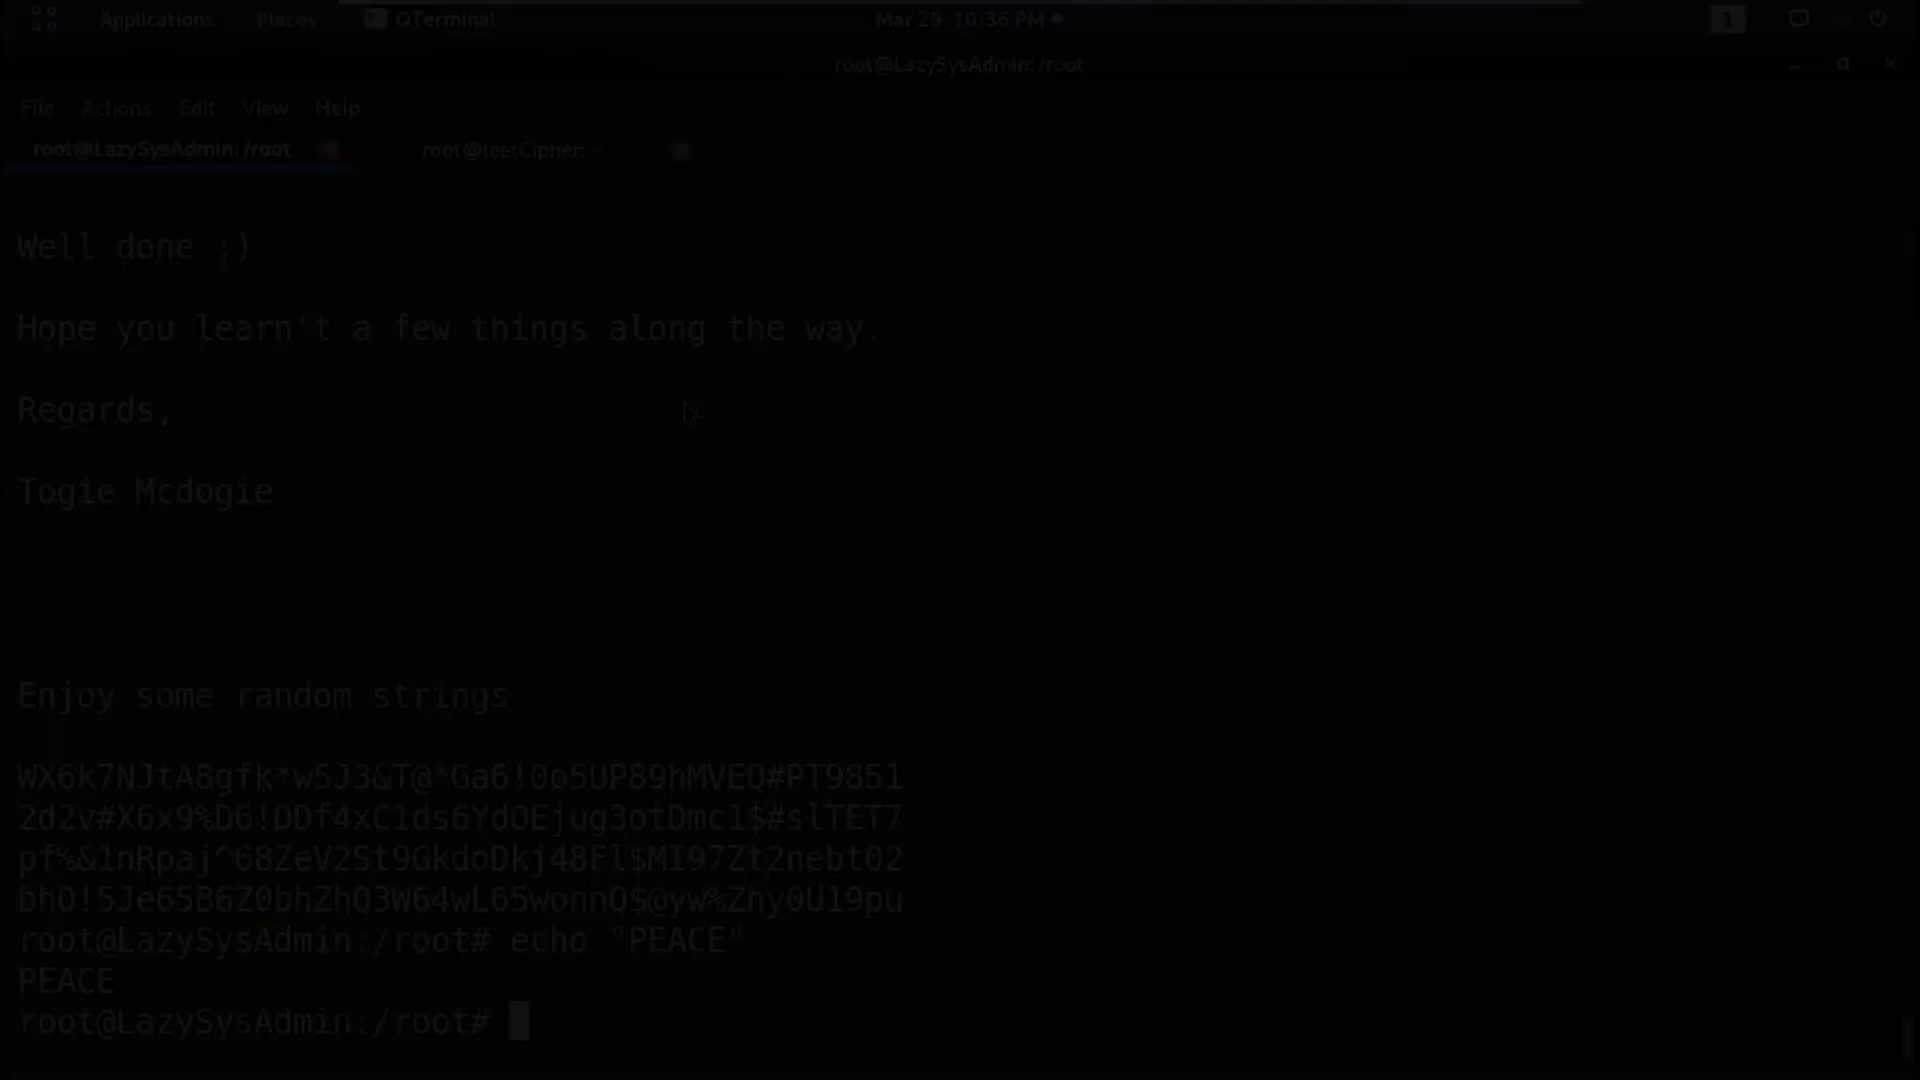 Applications Places QTerminal Mar 29 10:36 PM 1
root@LazySysAdmin: /root
File Actions Edit View Help
root@LazySysAdmin: /root root@teetCipher: ~
Well done :)
Hope you learn't a few things along the way.
Regards,
Togie Mcdogie
Enjoy some random strings
WX6k7NJtA8gfk*w5J3&T@*Ga6!0o5UP89hMVEQ#PT9851
2d2v#X6x9%D6!DDf4xC1ds6YdOEjug3otDmc1$#slTET7
pf%&1nRpaj^68ZeV2St9GkdoDkj48Fl$MI97Zt2nebt02
bhO!5Je65B6Z0bhZhQ3W64wL65wonnQ$@yw%Zhy0U19pu
root@LazySysAdmin:/root# echo "PEACE"
PEACE
root@LazySysAdmin:/root#